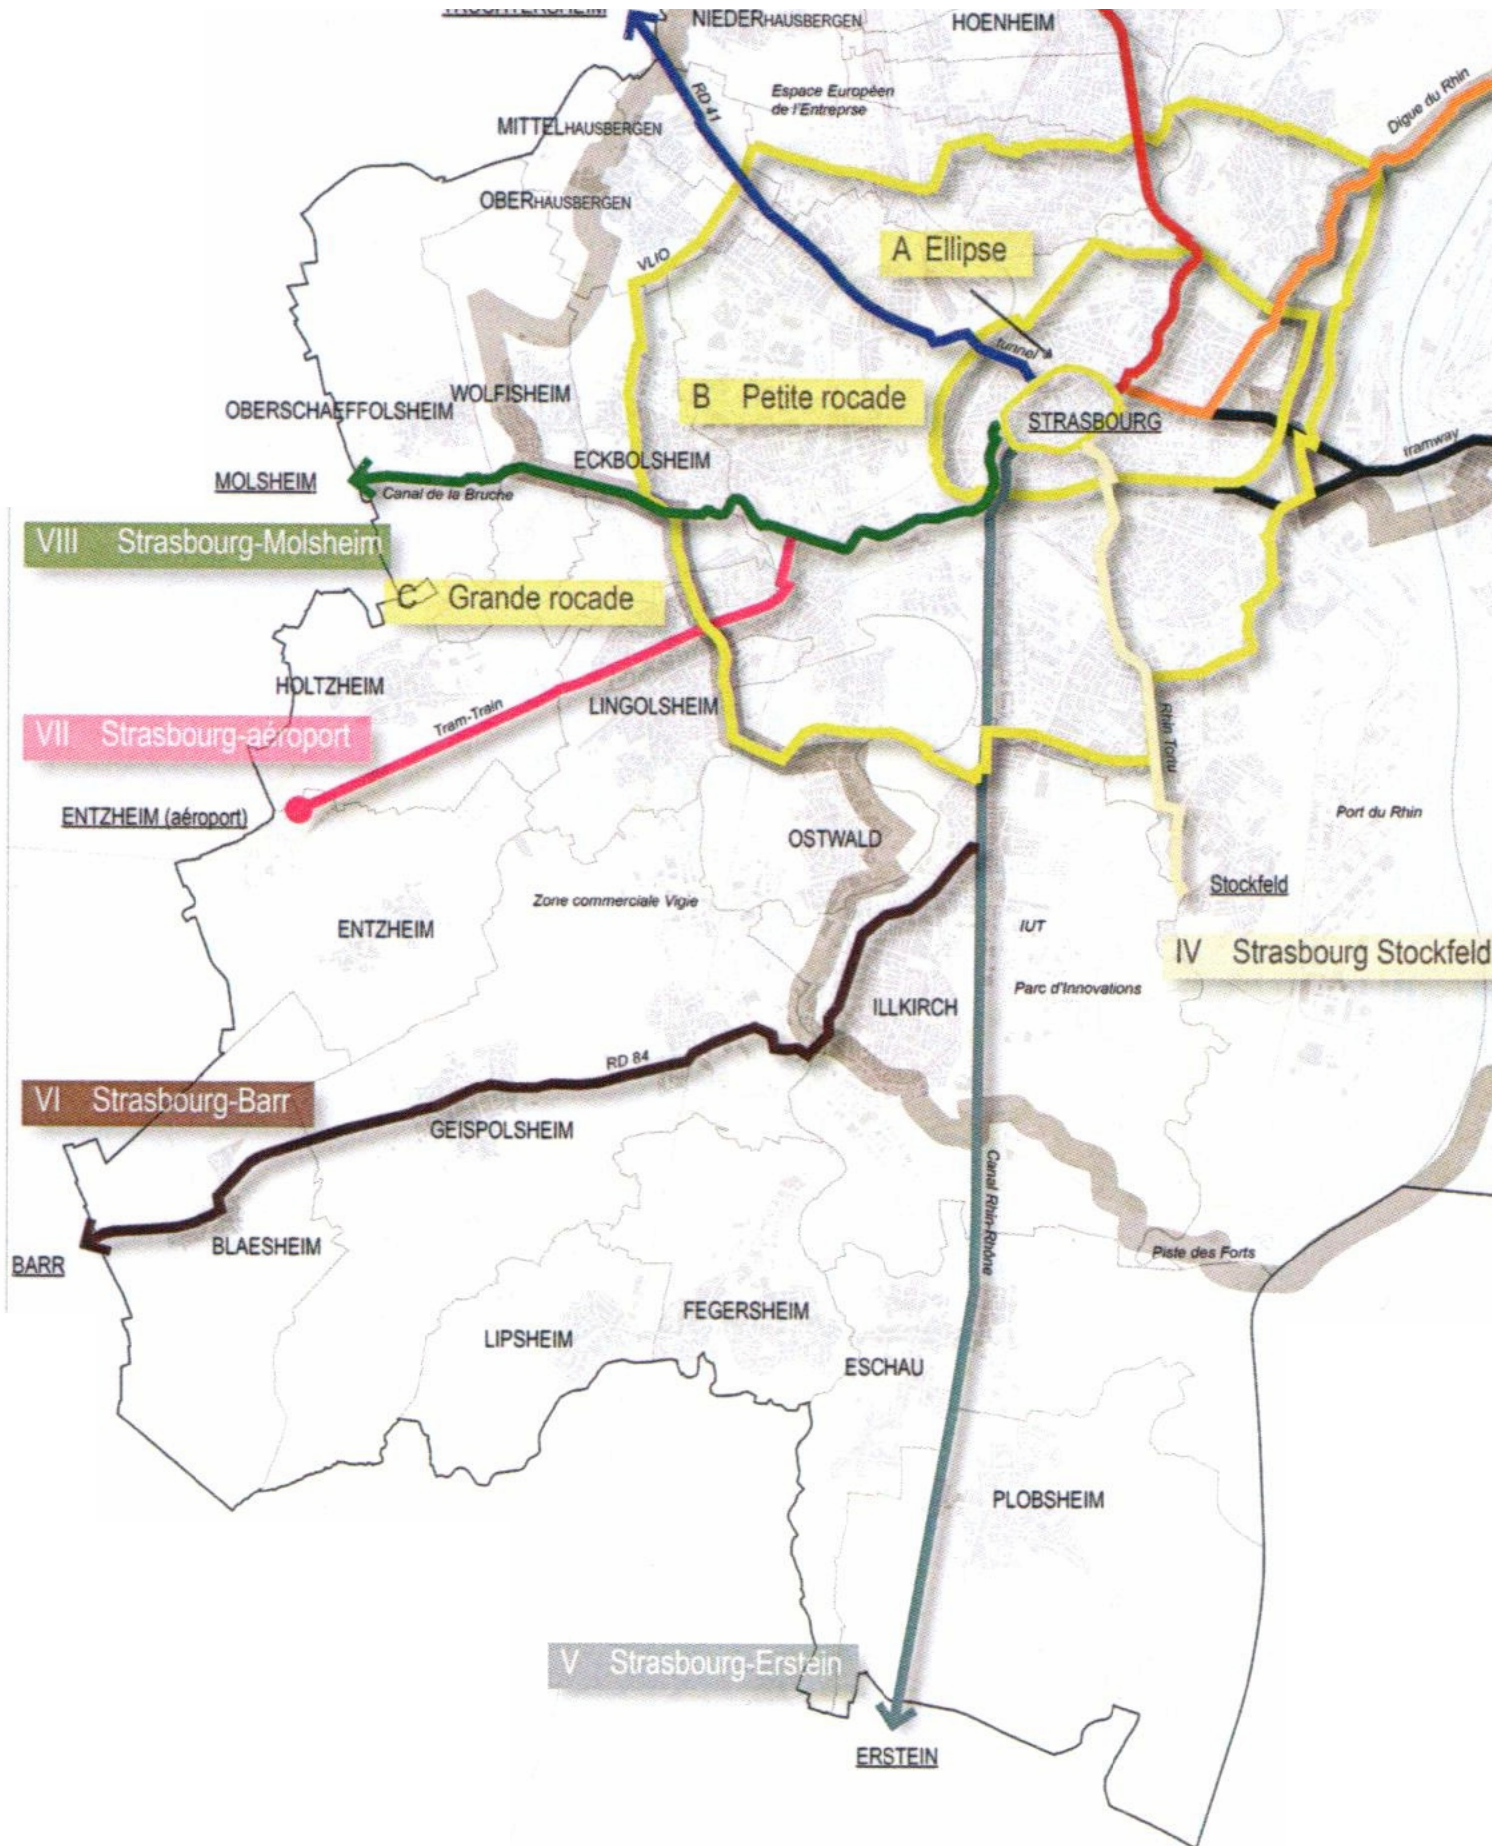 NIEDERHAUSBERGEN
HOENHEIM
RD 41
Espace Européen
de l'Entreprse
Digue du Rhin
MITTELHAUSBERGEN
OBERHAUSBERGEN
VLIO
A Ellipse
tunnel
B Petite rocade
WOLFISHEIM
OBERSCHAEFFOLSHEIM
STRASBOURG
tramway
ECKBOLSHEIM
MOLSHEIM
Canal de la Bruche
VIII Strasbourg-Molsheim
C Grande rocade
HOLTZHEIM
LINGOLSHEIM
Tram-Train
Rhin Tortu
VII Strasbourg-aéroport
ENTZHEIM (aéroport)
Port du Rhin
OSTWALD
Stockfeld
Zone commerciale Vigie
ENTZHEIM
IUT
IV Strasbourg Stockfeld
Parc d'Innovations
ILLKIRCH
RD 84
VI Strasbourg-Barr
GEISPOLSHEIM
Canal Rhin-Rhône
BLAESHEIM
Piste des Forts
BARR
FEGERSHEIM
LIPSHEIM
ESCHAU
PLOBSHEIM
V Strasbourg-Erstein
ERSTEIN